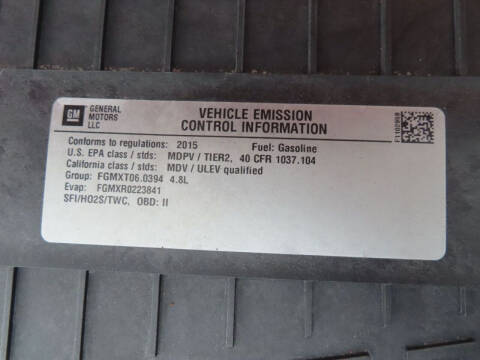 GM
GENERAL
MOTORS
LLC
VEHICLE EMISSION
CONTROL INFORMATION
Conforms to regulations: 2015 Fuel: Gasoline
U.S. EPA class / stds: MDPV / TIER2, 40 CFR 1037.104
California class / stds: MDV / ULEV qualified
Group: FGMXT06.0394 4.8L
Evap: FGMXR0223841
SFI/HO2S/TWC, OBD: II